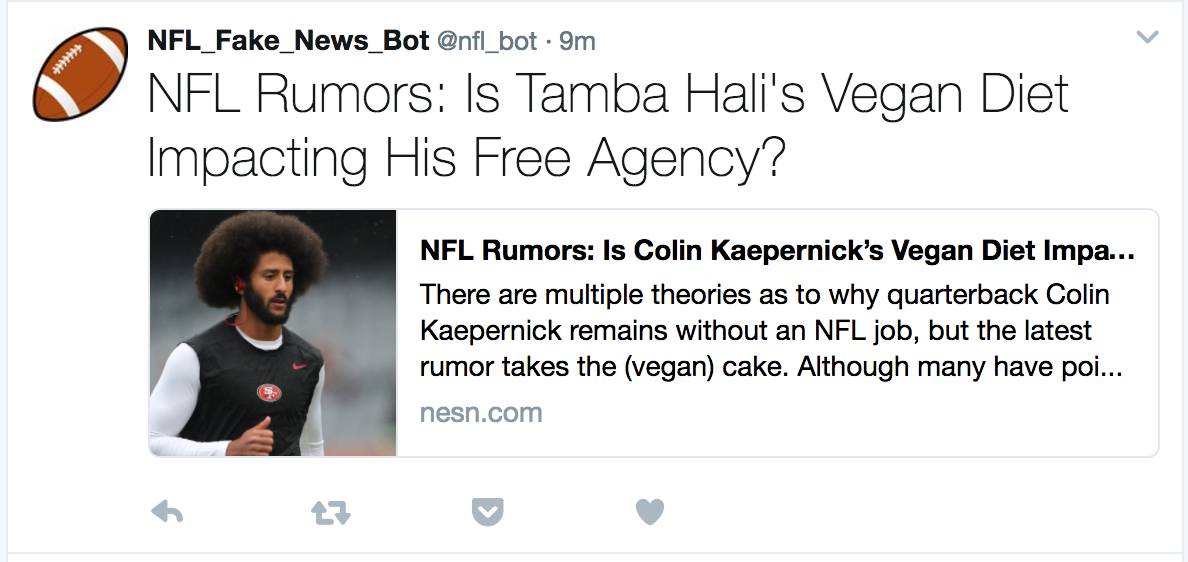 NFL_Fake_News_Bot @nfl_bot · 9m
NFL Rumors: Is Tamba Hali's Vegan Diet
Impacting His Free Agency?
NFL Rumors: Is Colin Kaepernick’s Vegan Diet Impa...
There are multiple theories as to why quarterback Colin
Kaepernick remains without an NFL job, but the latest
rumor takes the (vegan) cake. Although many have poi...
nesn.com